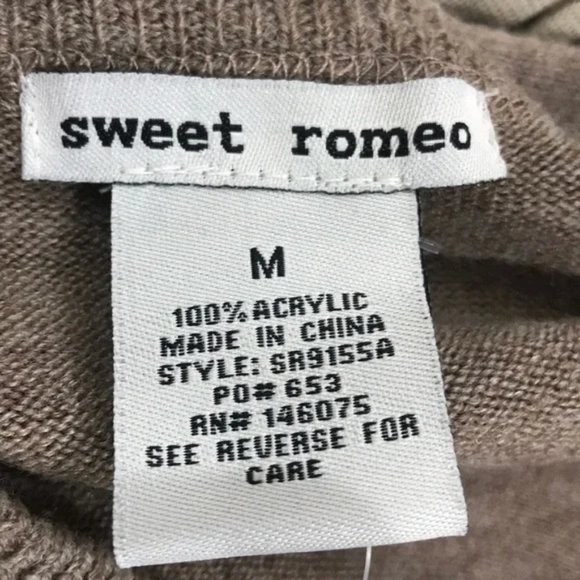 sweet romeo
M
100% ACRYLIC
MADE IN CHINA
STYLE: SR9155A
PO# 653
RN# 146075
SEE REVERSE FOR
CARE